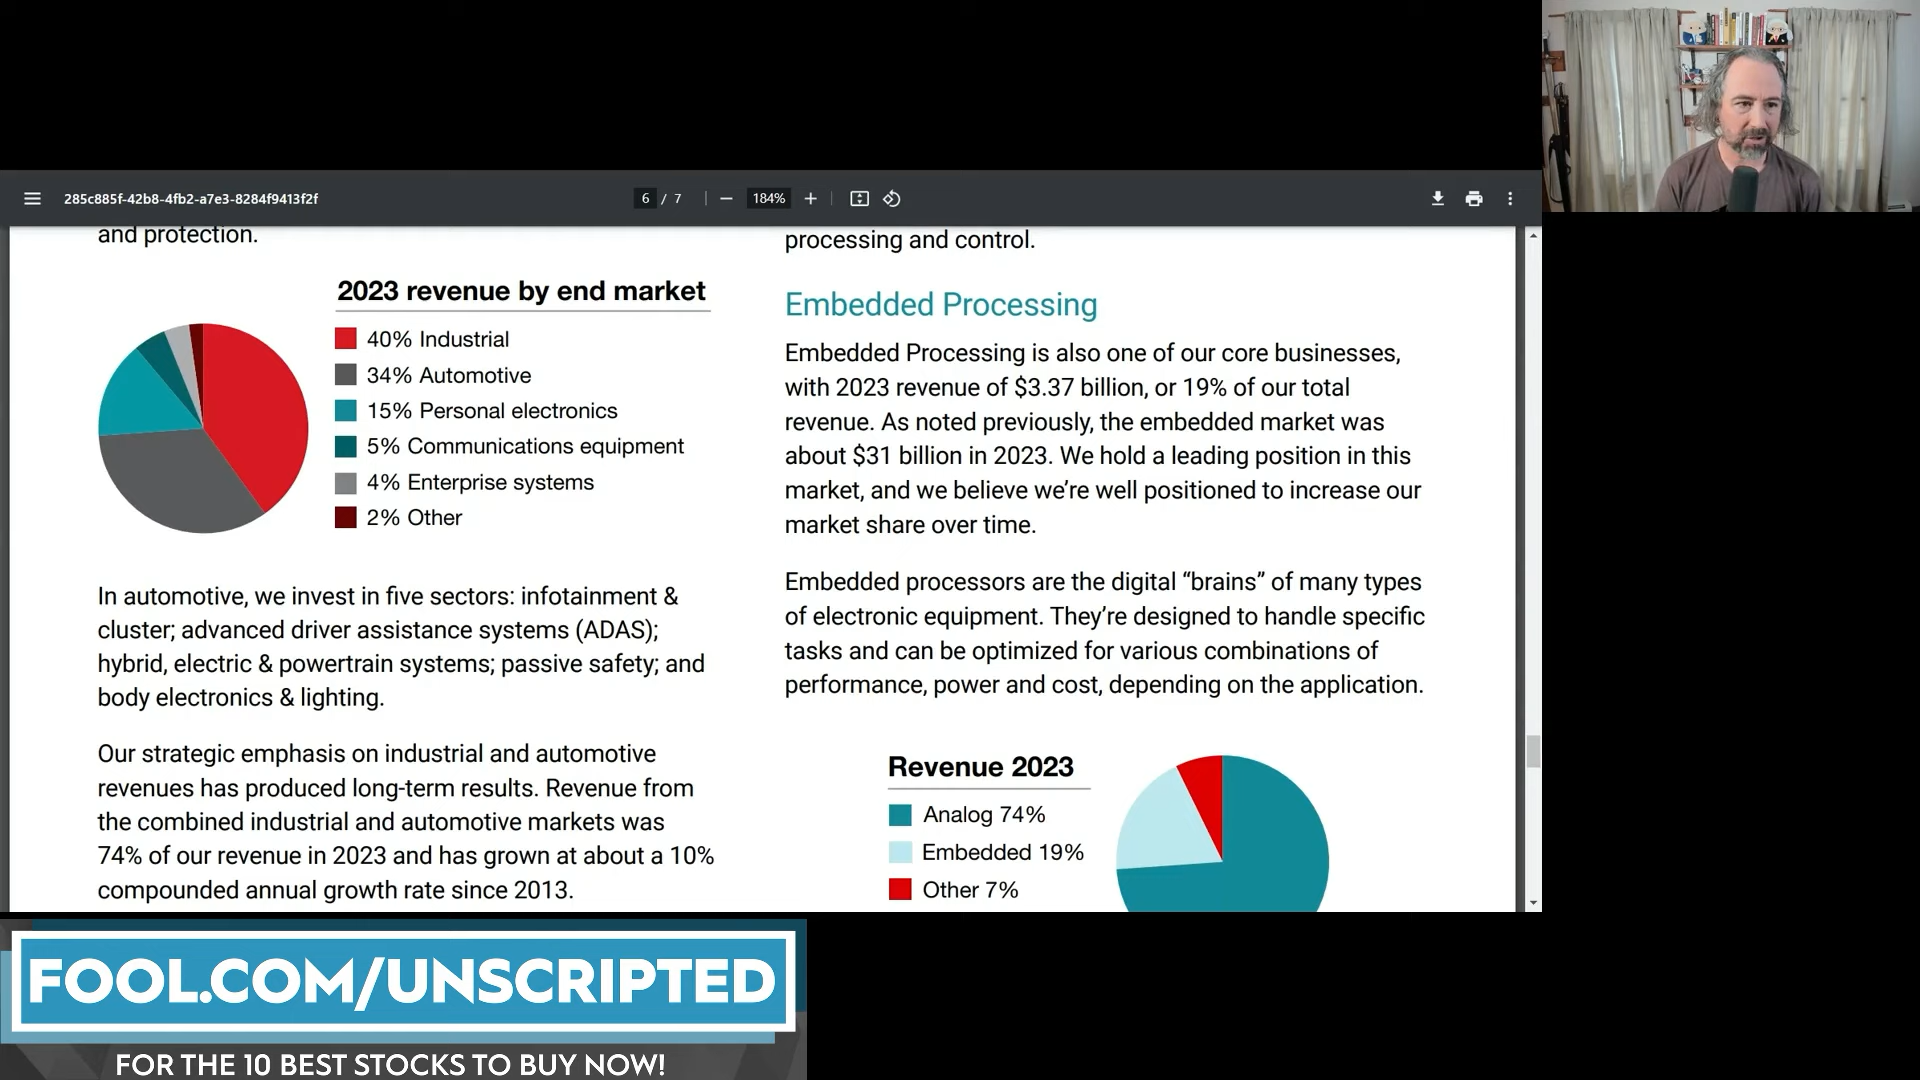 285c885f-42b8-4fb2-a7e3-8284f9413f2f
6 / 7
184%
and protection.
2023 revenue by end market
40% Industrial
34% Automotive
15% Personal electronics
5% Communications equipment
4% Enterprise systems
2% Other
In automotive, we invest in five sectors: infotainment &
cluster; advanced driver assistance systems (ADAS);
hybrid, electric & powertrain systems; passive safety; and
body electronics & lighting.
Our strategic emphasis on industrial and automotive
revenues has produced long-term results. Revenue from
the combined industrial and automotive markets was
74% of our revenue in 2023 and has grown at about a 10%
compounded annual growth rate since 2013.
processing and control.
Embedded Processing
Embedded Processing is also one of our core businesses,
with 2023 revenue of $3.37 billion, or 19% of our total
revenue. As noted previously, the embedded market was
about $31 billion in 2023. We hold a leading position in this
market, and we believe we’re well positioned to increase our
market share over time.
Embedded processors are the digital “brains” of many types
of electronic equipment. They’re designed to handle specific
tasks and can be optimized for various combinations of
performance, power and cost, depending on the application.
Revenue 2023
Analog 74%
Embedded 19%
Other 7%
FOOL.COM/UNSCRIPTED
FOR THE 10 BEST STOCKS TO BUY NOW!